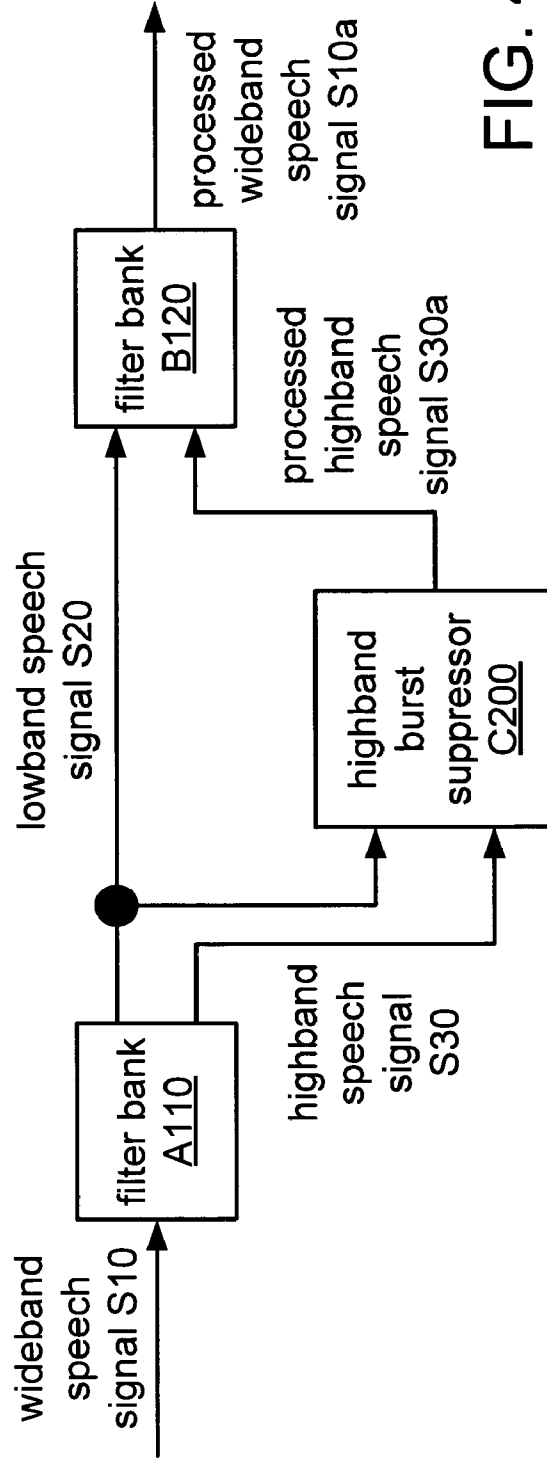 wideband
speech
signal S10
filter bank
A110
lowband speech
signal S20
highband
speech
signal
S30
highband
burst
suppressor
C200
processed
highband
speech
signal S30a
filter bank
B120
processed
wideband
speech
signal S10a
FIG.